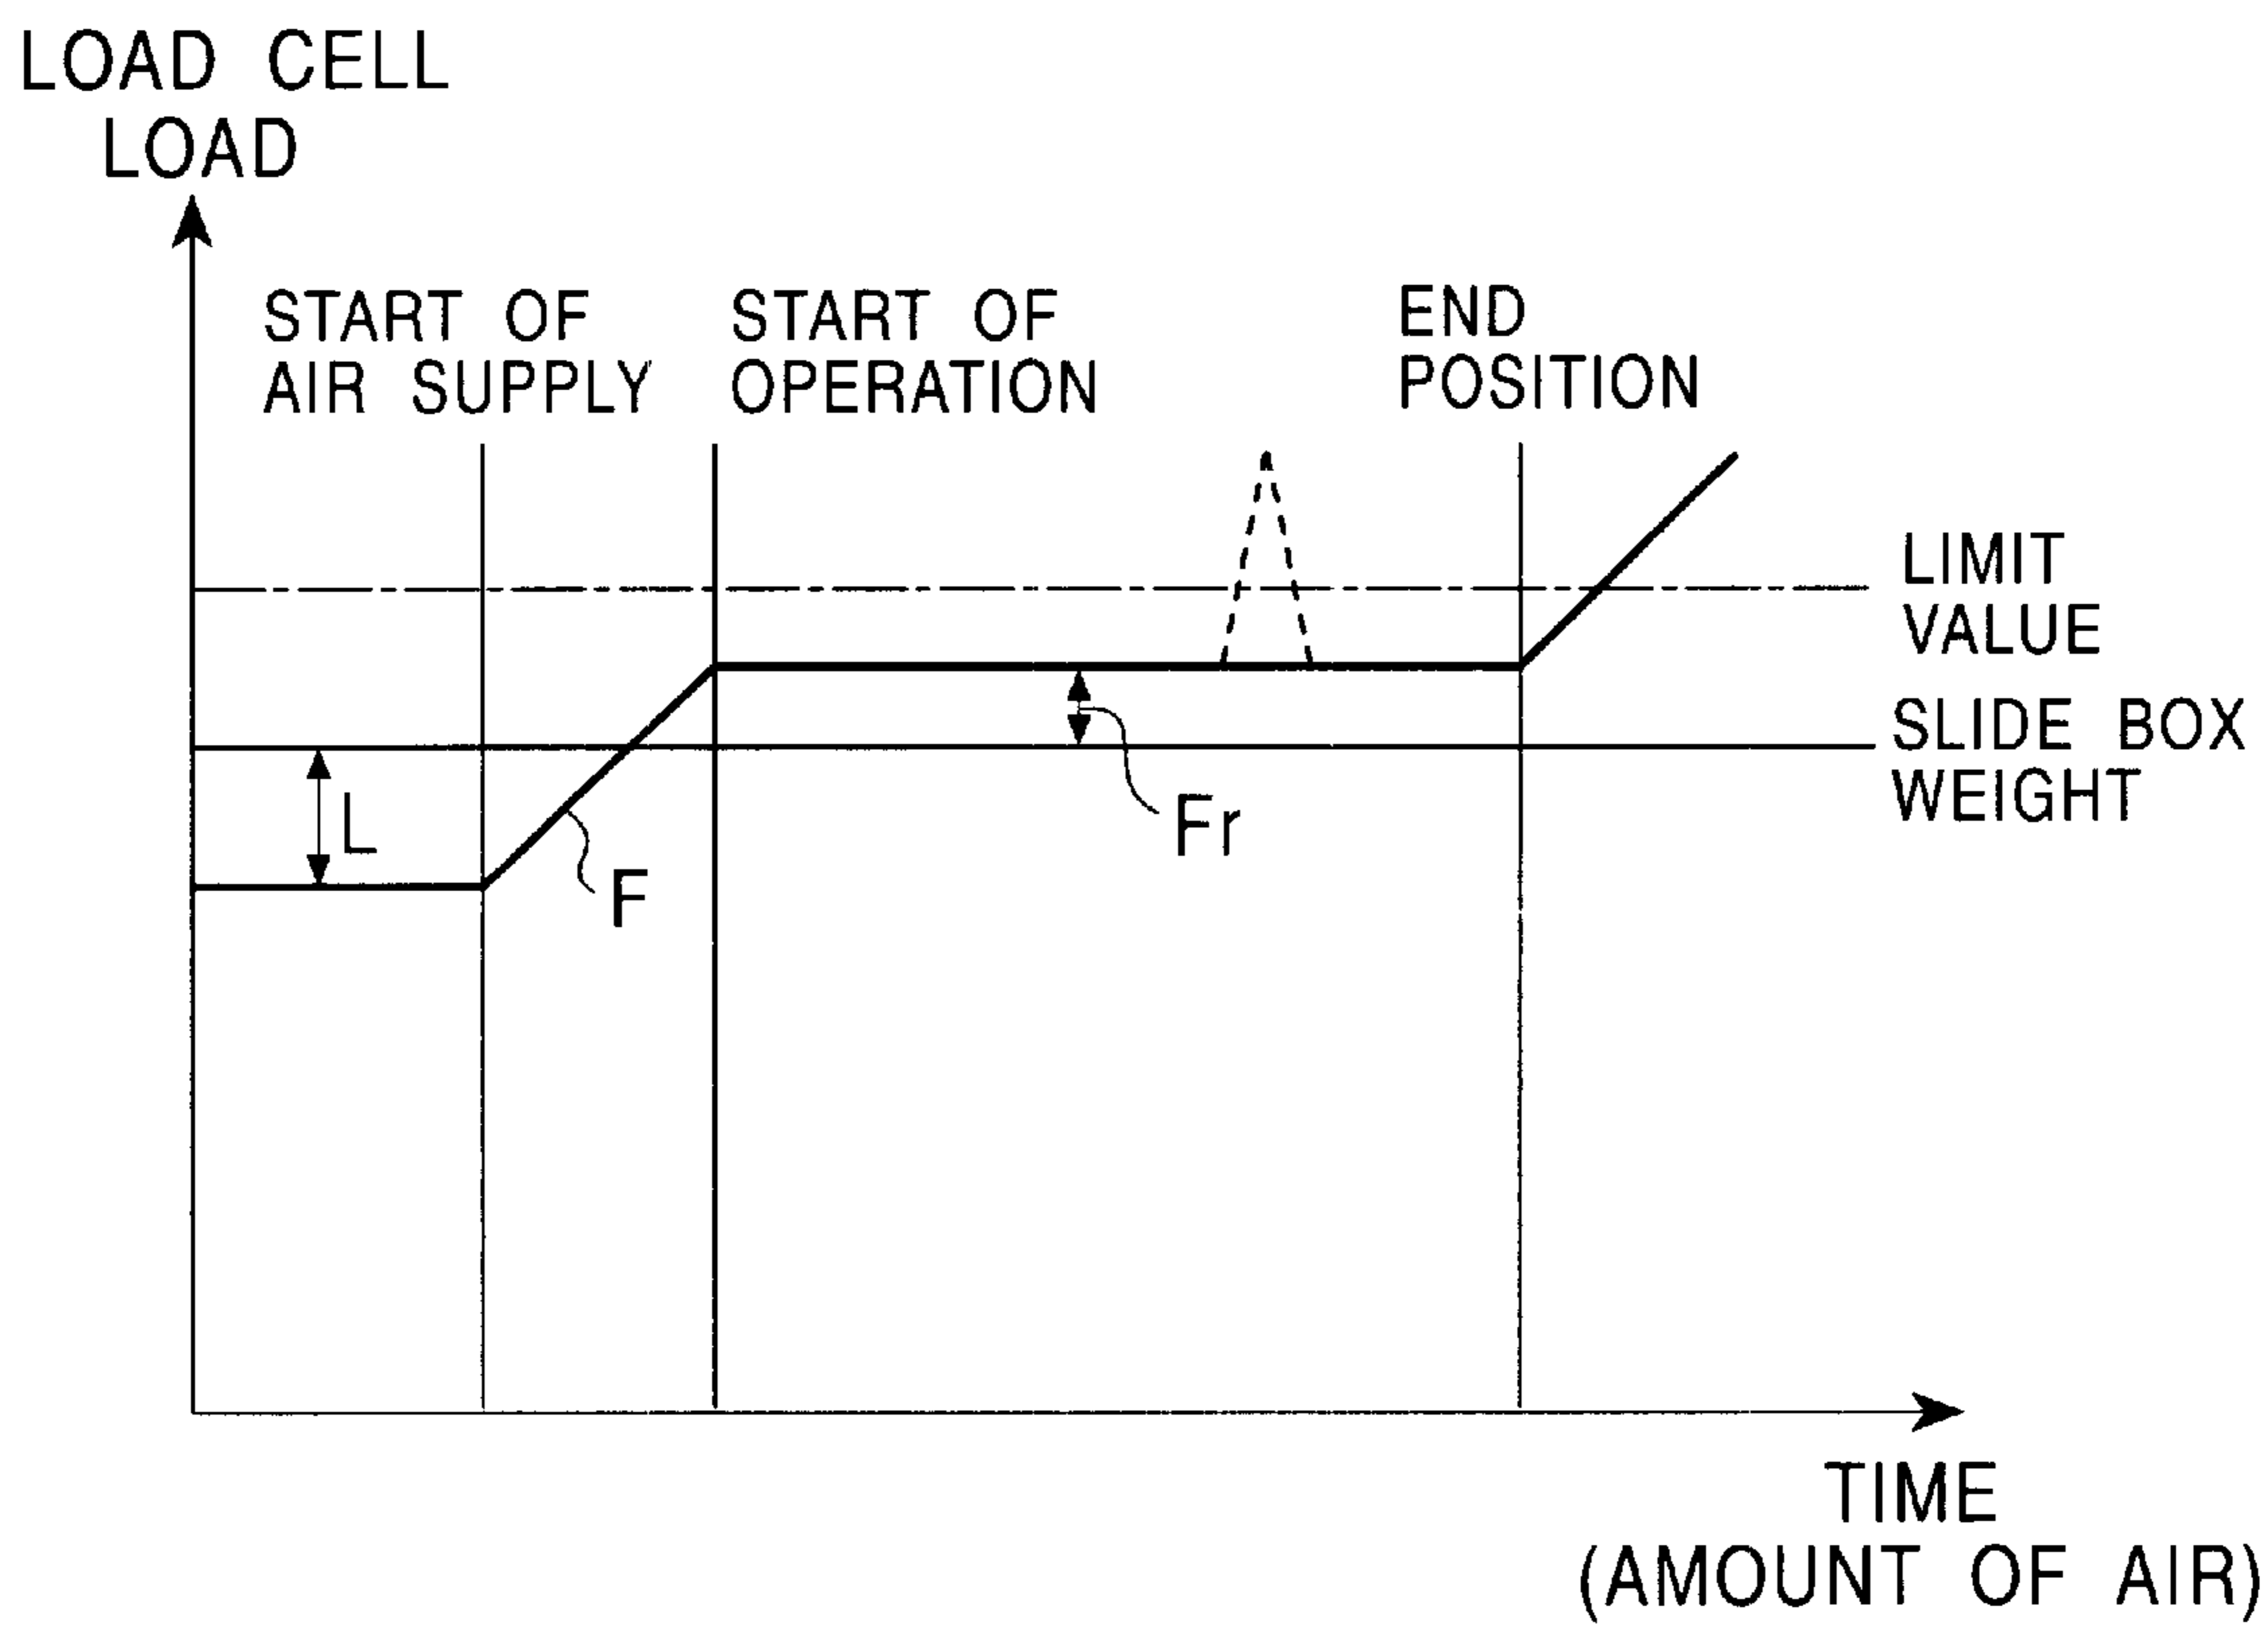 LOAD CELL
LOAD
START OF
AIR SUPPLY
START OF
OPERATION
END
POSITION
LIMIT
VALUE
SLIDE BOX
WEIGHT
L
F
Fr
TIME
(AMOUNT OF AIR)